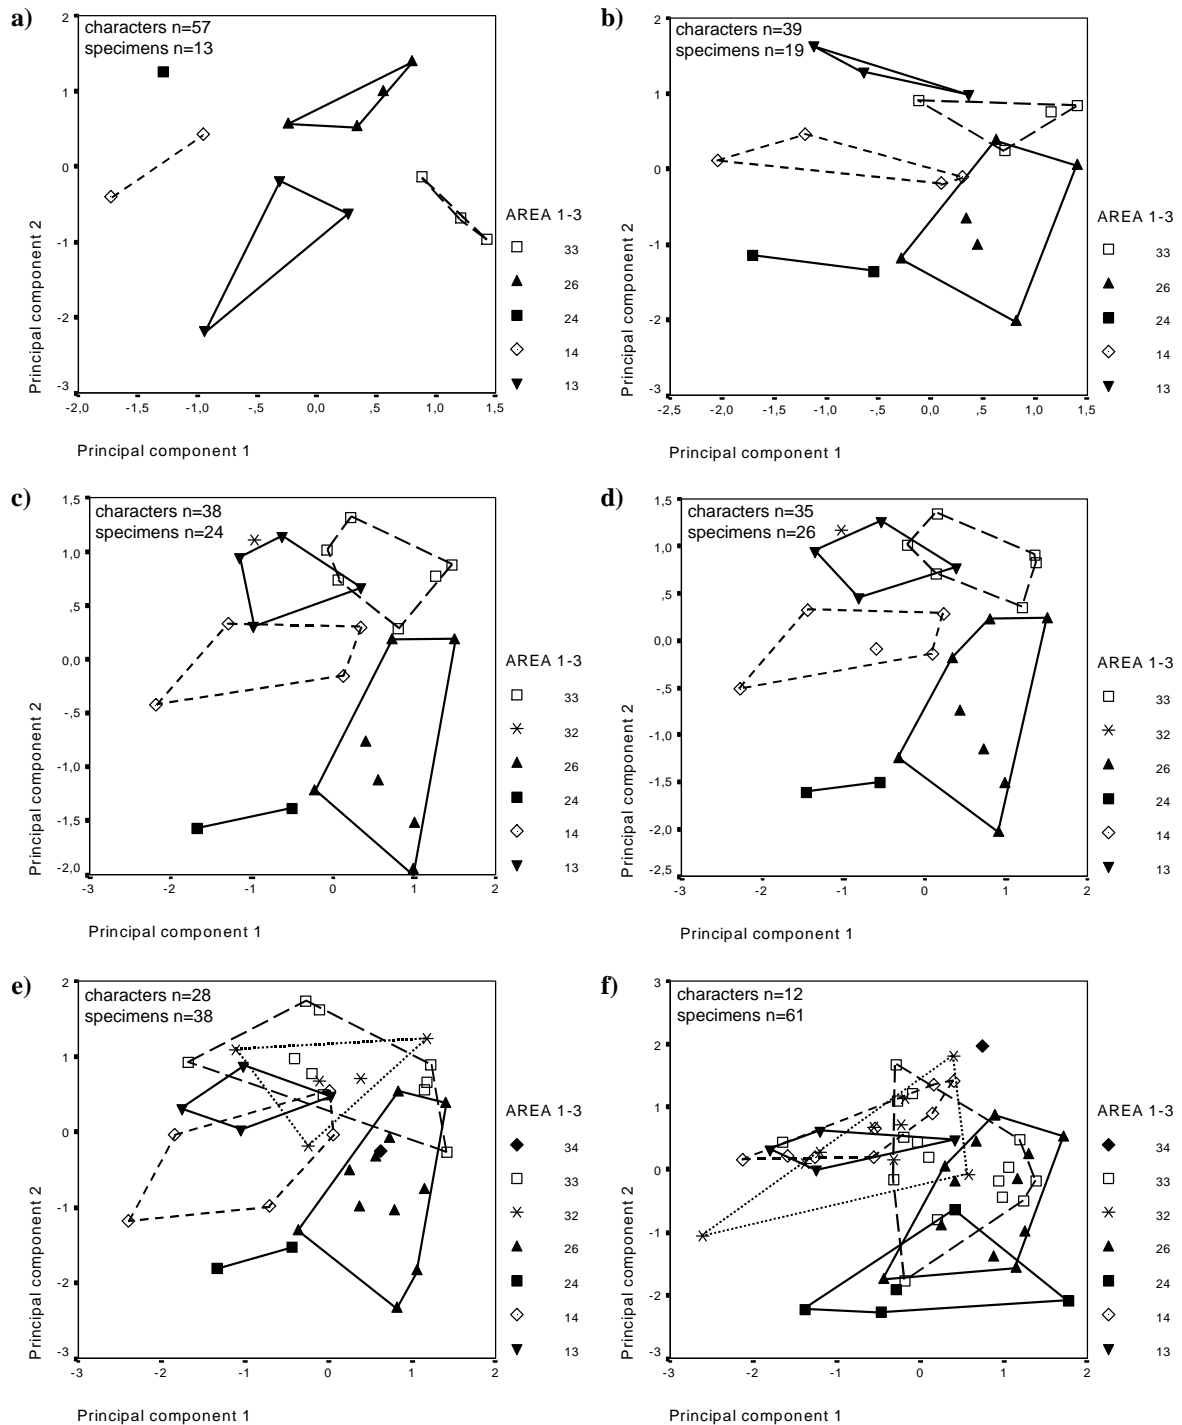 a)
characters n=57
specimens n=13
2
1
0
-1
-2
-3
Principal component 2
-2,0 -1,5 -1,0 -,5 0,0 ,5 1,0 1,5
Principal component 1
AREA 1-3
33
26
24
14
13
b)
characters n=39
specimens n=19
2
1
0
-1
-2
-3
Principal component 2
-2,5 -2,0 -1,5 -1,0 -,5 0,0 ,5 1,0 1,5
Principal component 1
AREA 1-3
33
26
24
14
13
c)
characters n=38
specimens n=24
1,5
1,0
,5
0,0
-,5
-1,0
-1,5
-2,0
Principal component 2
-3 -2 -1 0 1 2
Principal component 1
AREA 1-3
33
32
26
24
14
13
d)
characters n=35
specimens n=26
1,5
1,0
,5
0,0
-,5
-1,0
-1,5
-2,0
-2,5
Principal component 2
-3 -2 -1 0 1 2
Principal component 1
AREA 1-3
33
32
26
24
14
13
e)
characters n=28
specimens n=38
2
1
0
-1
-2
-3
Principal component 2
-3 -2 -1 0 1 2
Principal component 1
AREA 1-3
34
33
32
26
24
14
13
f)
characters n=12
specimens n=61
3
2
1
0
-1
-2
-3
Principal component 2
-3 -2 -1 0 1 2
Principal component 1
AREA 1-3
34
33
32
26
24
14
13